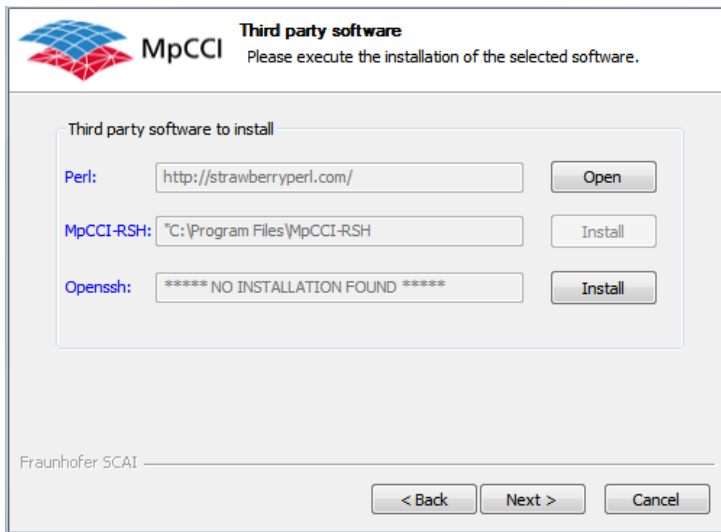 MpCCI
Third party software
Please execute the installation of the selected software.
Third party software to install
Perl: http://strawberryperl.com/ Open
MpCCI-RSH: "C:\Program Files\MpCCI-RSH Install
Openssh: ***** NO INSTALLATION FOUND ***** Install
Fraunhofer SCAI
< Back Next > Cancel